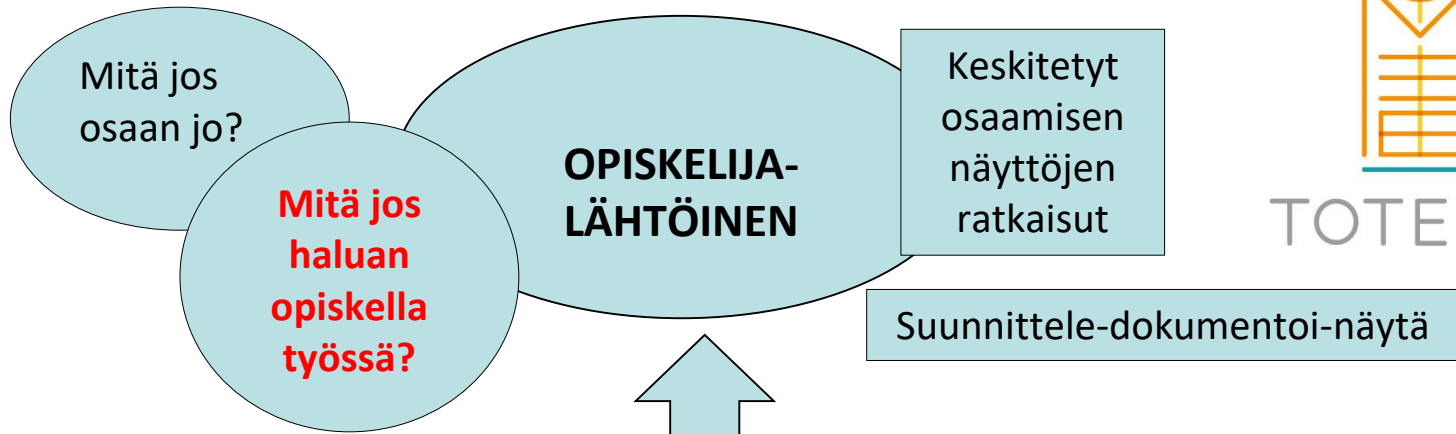 Mitä jos
osaan jo?
Mitä jos
haluan
opiskella
työssä?
OPISKELIJA-
LÄHTÖINEN
Keskitetyt
osaamisen
näyttöjen
ratkaisut
Suunnittele-dokumentoi-näytä
TOTE